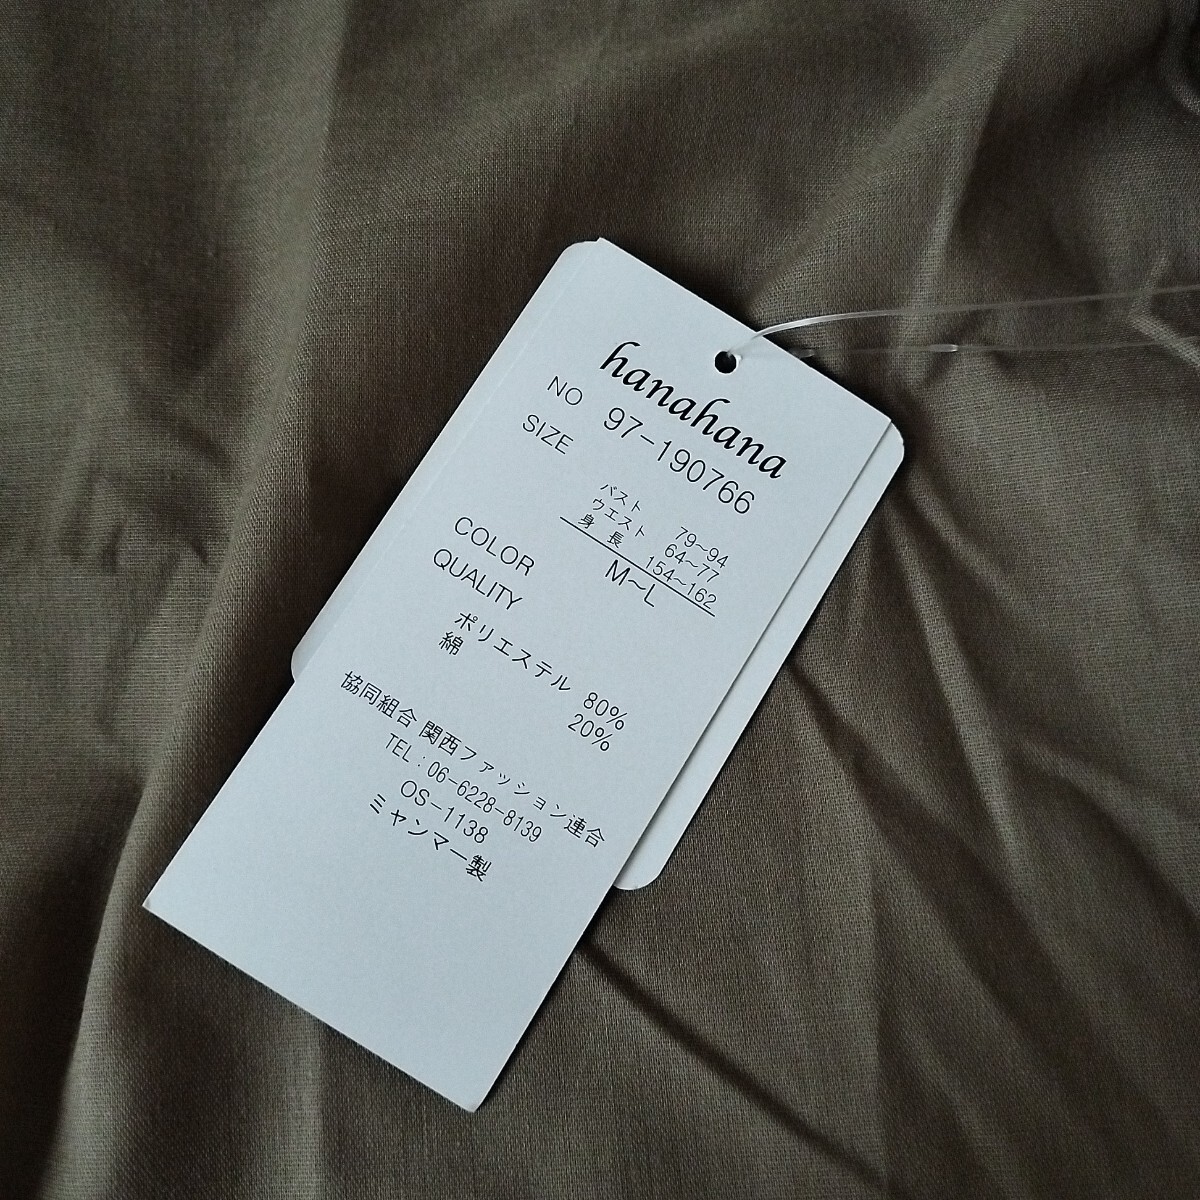 hanahana
NO 97-190766
SIZE
バスト 79~94
ウエスト 64~77
身長 154~162
M~L
COLOR
QUALITY
ポリエステル 80%
綿 20%
協同組合 関西ファッション連合
TEL:06-6228-8139
OS-1138
ミャンマー製